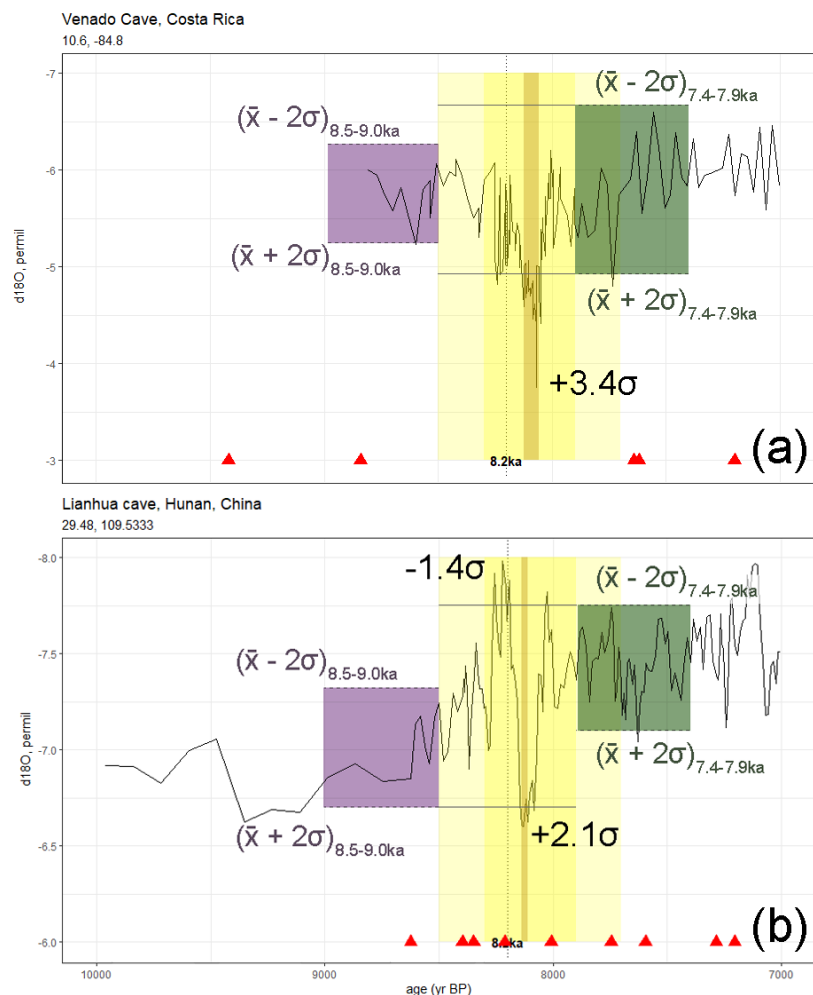 Venado Cave, Costa Rica
10.6, -84.8
-7
-6
-5
-4
-3
d18O, permil
(x̄ - 2σ)8.5-9.0ka
(x̄ + 2σ)8.5-9.0ka
(x̄ - 2σ)7.4-7.9ka
(x̄ + 2σ)7.4-7.9ka
+3.4σ
8.2ka
(a)
Lianhua cave, Hunan, China
29.48, 109.5333
-8.0
-7.5
-7.0
-6.5
-6.0
d18O, permil
-1.4σ
(x̄ - 2σ)7.4-7.9ka
(x̄ - 2σ)8.5-9.0ka
(x̄ + 2σ)7.4-7.9ka
(x̄ + 2σ)8.5-9.0ka
+2.1σ
(b)
10000
9000
8000
7000
age (yr BP)